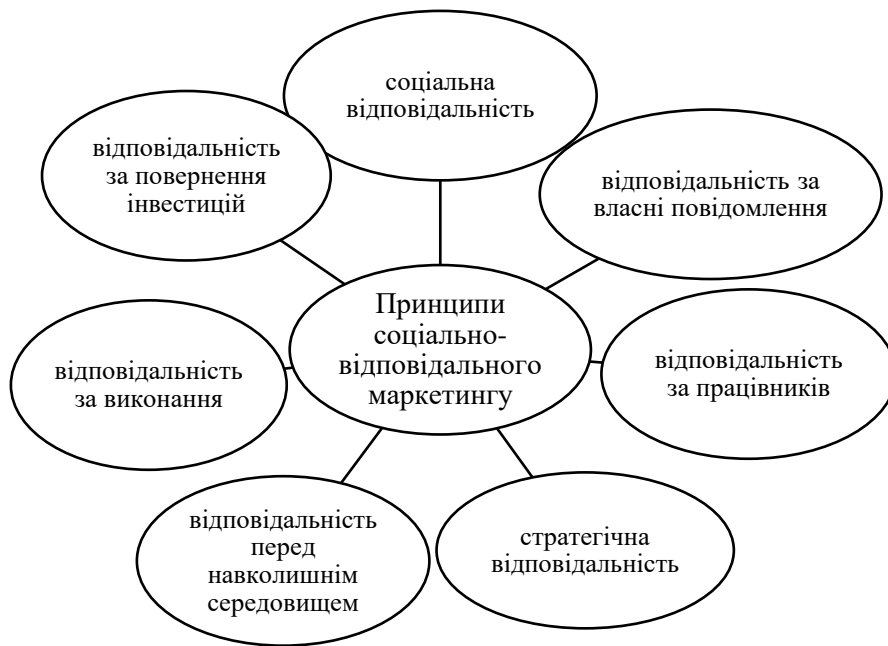 соціальна
відповідальність
відповідальність
за повернення
інвестицій
відповідальність за
власні повідомлення
Принципи
соціально-
відповідального
маркетингу
відповідальність
за виконання
відповідальність
за працівників
відповідальність
перед
навколишнім
середовищем
стратегічна
відповідальність